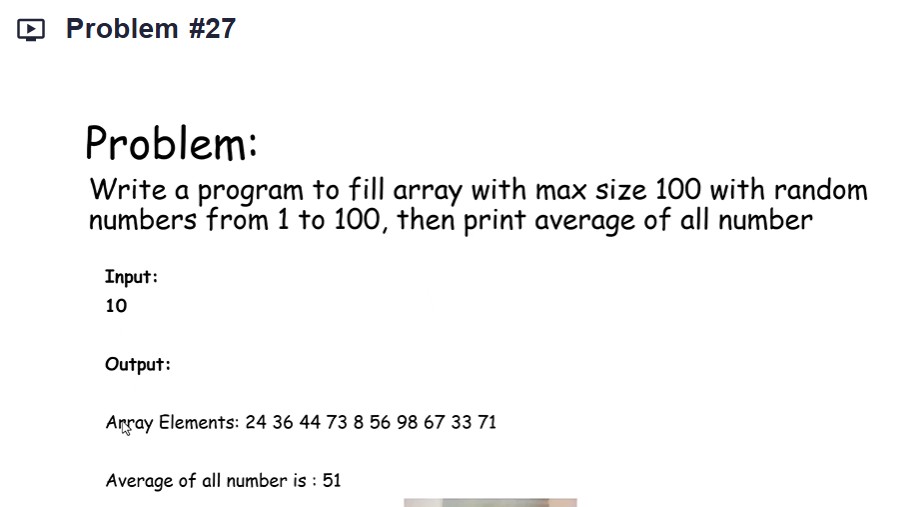 Problem #27
Problem:
Write a program to fill array with max size 100 with random
numbers from 1 to 100, then print average of all number
Input:
10
Output:
Array Elements: 24 36 44 73 8 56 98 67 33 71
Average of all number is : 51